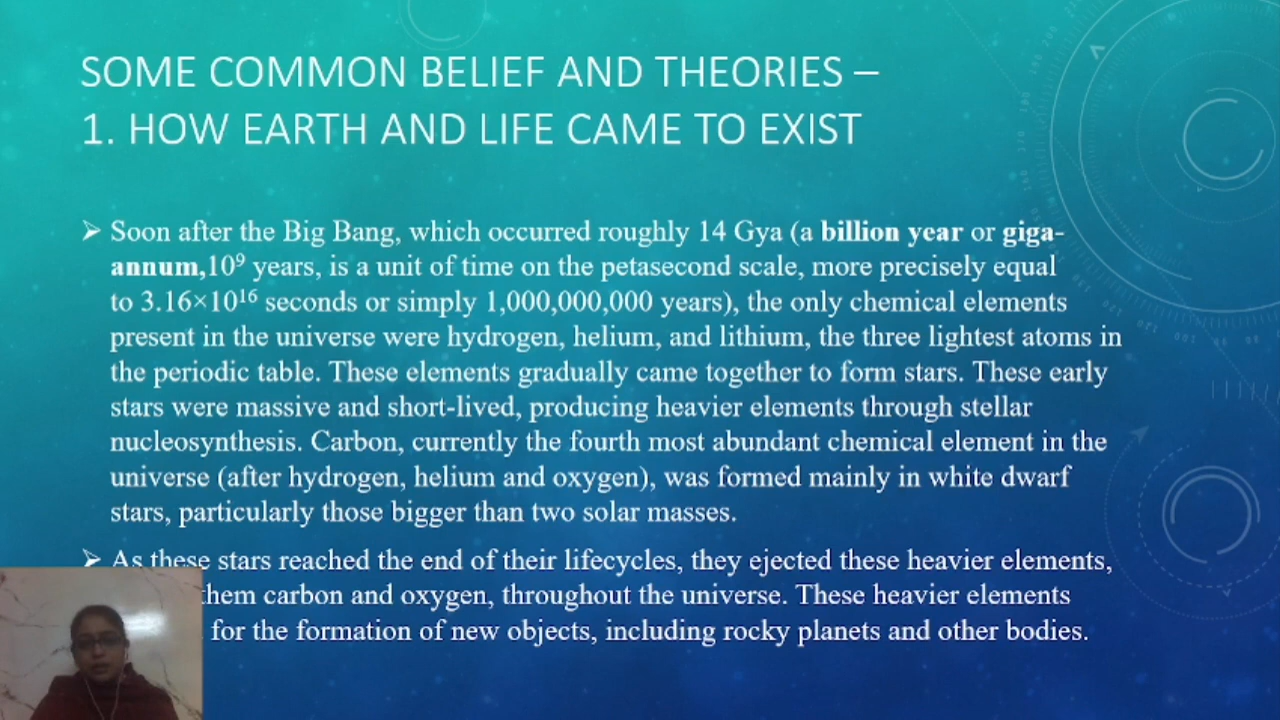 SOME COMMON BELIEF AND THEORIES –
1. HOW EARTH AND LIFE CAME TO EXIST
➢ Soon after the Big Bang, which occurred roughly 14 Gya (a billion year or giga-
annum,10⁹ years, is a unit of time on the petasecond scale, more precisely equal
to 3.16×10¹⁶ seconds or simply 1,000,000,000 years), the only chemical elements
present in the universe were hydrogen, helium, and lithium, the three lightest atoms in
the periodic table. These elements gradually came together to form stars. These early
stars were massive and short-lived, producing heavier elements through stellar
nucleosynthesis. Carbon, currently the fourth most abundant chemical element in the
universe (after hydrogen, helium and oxygen), was formed mainly in white dwarf
stars, particularly those bigger than two solar masses.
➢ As these stars reached the end of their lifecycles, they ejected these heavier elements,
them carbon and oxygen, throughout the universe. These heavier elements
for the formation of new objects, including rocky planets and other bodies.